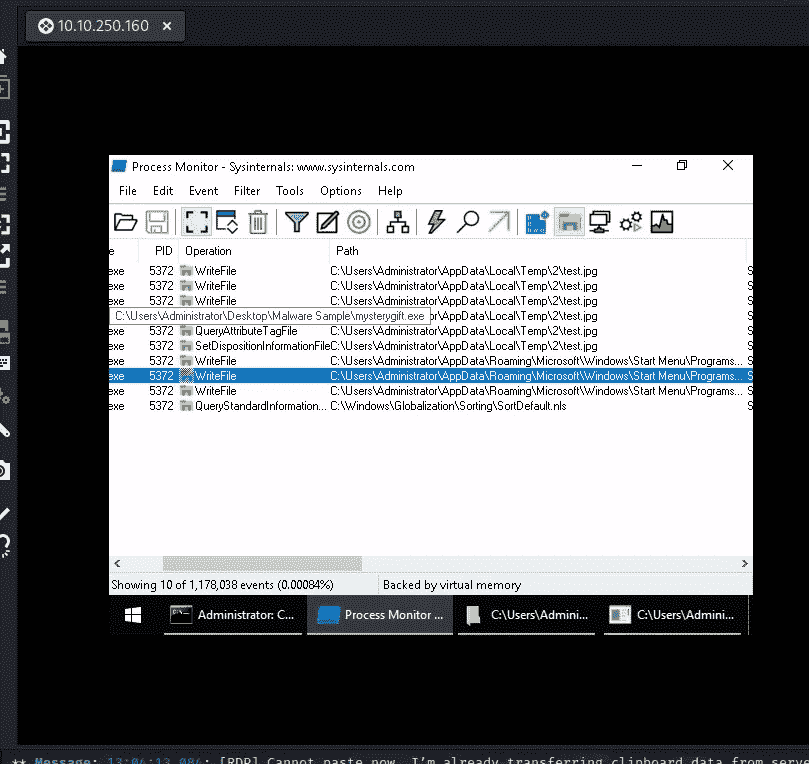 10.10.250.160 ×
Process Monitor - Sysinternals: www.sysinternals.com
File Edit Event Filter Tools Options Help
e PID Operation Path
exe 5372 WriteFile C:\Users\Administrator\AppData\Local\Temp\2\test.jpg S
exe 5372 WriteFile C:\Users\Administrator\AppData\Local\Temp\2\test.jpg S
exe 5372 WriteFile C:\Users\Administrator\AppData\Local\Temp\2\test.jpg S
C:\Users\Administrator\Desktop\Malware Sample\mysterygift.exe p\2\test.jpg S
exe 5372 QueryAttributeTagFile C:\Users\Administrator\AppData\Local\Temp\2\test.jpg S
exe 5372 SetDispositionInformationFile C:\Users\Administrator\AppData\Local\Temp\2\test.jpg S
exe 5372 WriteFile C:\Users\Administrator\AppData\Roaming\Microsoft\Windows\Start Menu\Programs... S
exe 5372 WriteFile C:\Users\Administrator\AppData\Roaming\Microsoft\Windows\Start Menu\Programs... S
exe 5372 WriteFile C:\Users\Administrator\AppData\Roaming\Microsoft\Windows\Start Menu\Programs... S
exe 5372 QueryStandardInformation... C:\Windows\Globalization\Sorting\SortDefault.nls S
Showing 10 of 1,178,038 events (0.00084%) Backed by virtual memory
Administrator: C... Process Monitor ... C:\Users\Admini... C:\Users\Admini...
** Message: 13:04:13.084: [RDP] Cannot paste now, I'm already transferring clipboard data from serve